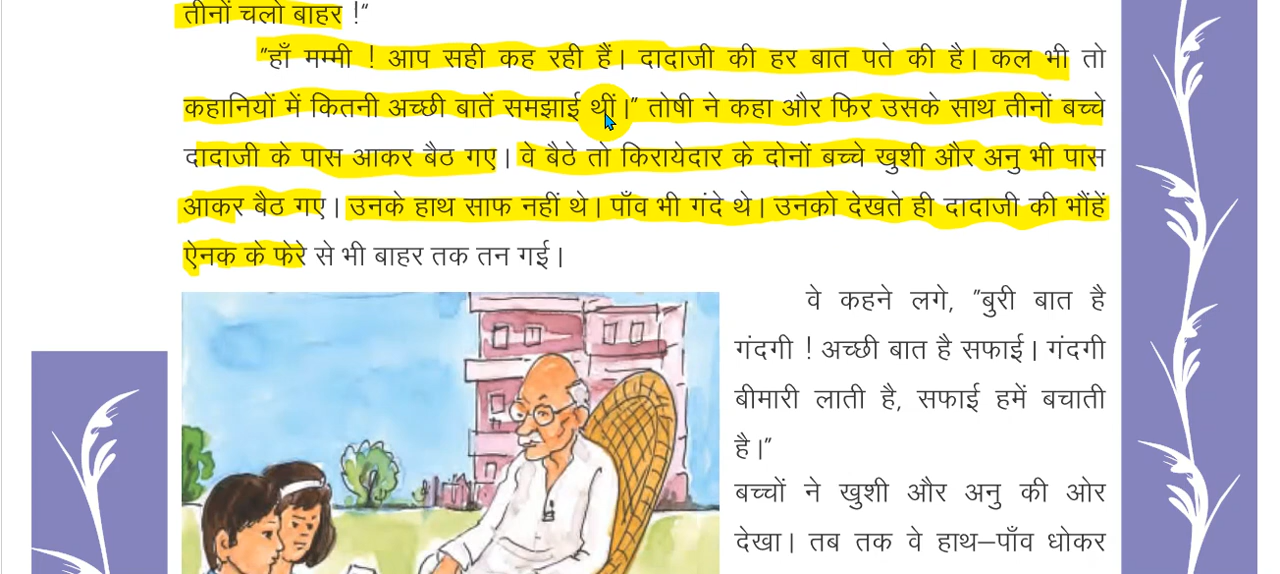 तीनों चलो बाहर !"
"हाँ मम्मी ! आप सही कह रही हैं। दादाजी की हर बात पते की है। कल भी तो
कहानियों में कितनी अच्छी बातें समझाई थीं।" तोषी ने कहा और फिर उसके साथ तीनों बच्चे
दादाजी के पास आकर बैठ गए। वे बैठे तो किरायेदार के दोनों बच्चे खुशी और अनु भी पास
आकर बैठ गए। उनके हाथ साफ नहीं थे। पाँव भी गंदे थे। उनको देखते ही दादाजी की भौंहें
ऐनक के फेरे से भी बाहर तक तन गई।
वे कहने लगे, "बुरी बात है
गंदगी ! अच्छी बात है सफाई। गंदगी
बीमारी लाती है, सफाई हमें बचाती
है।"
बच्चों ने खुशी और अनु की ओर
देखा। तब तक वे हाथ–पाँव धोकर